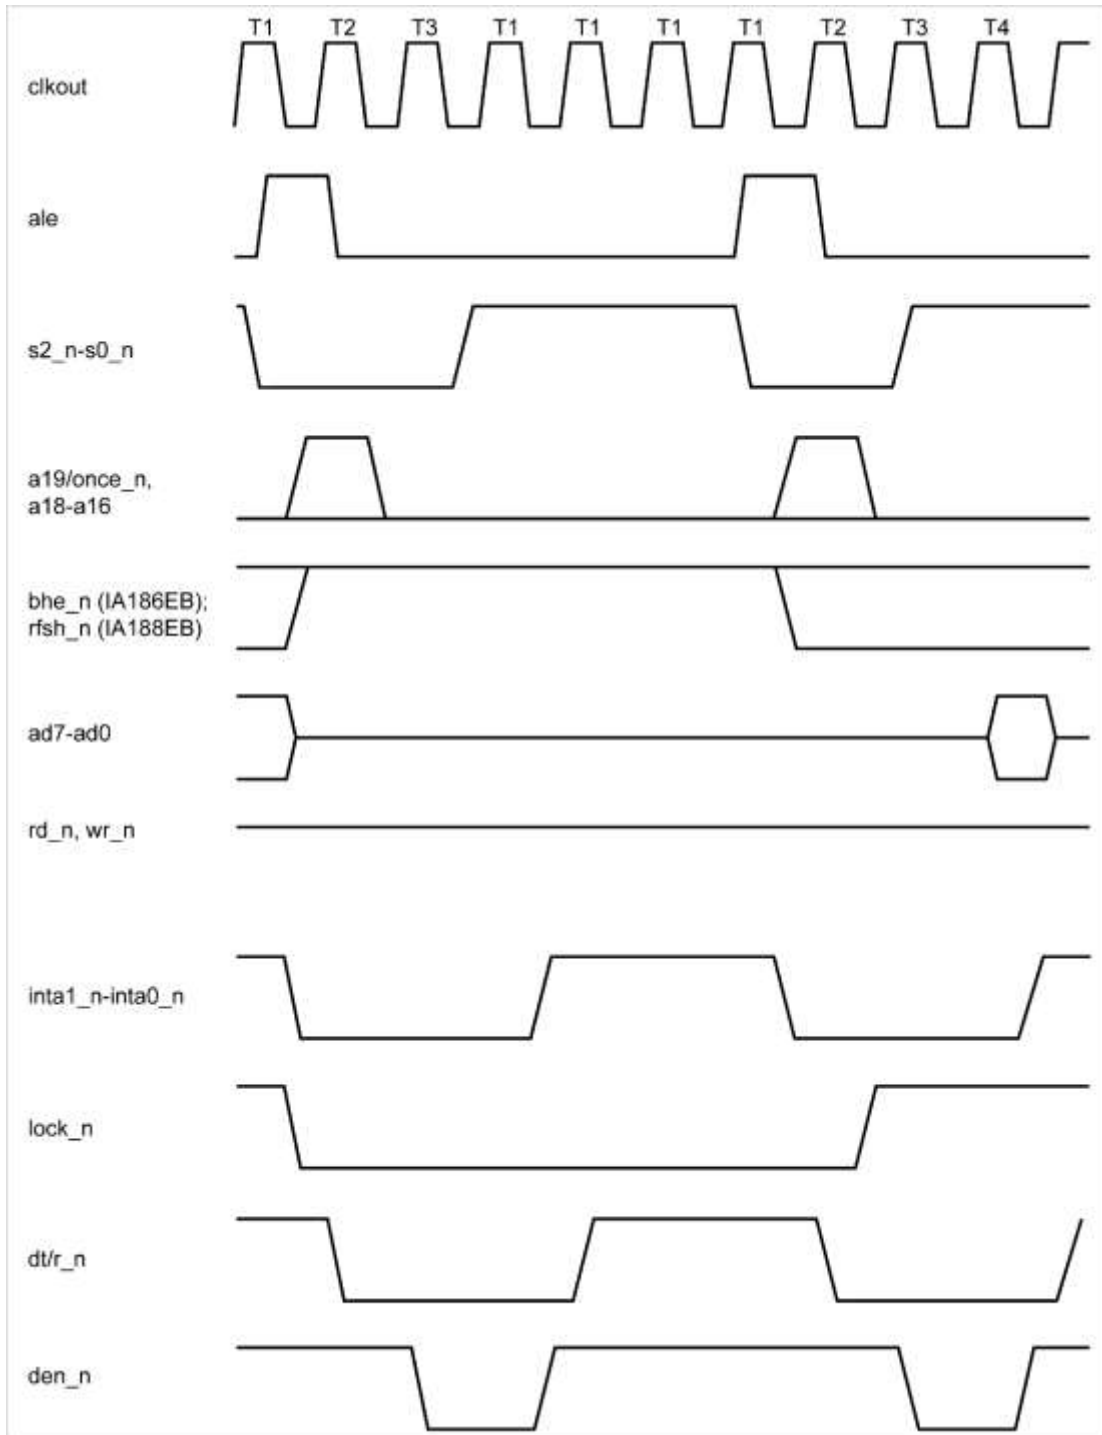 T1 T2 T3 T1 T1 T1 T1 T2 T3 T4
clkout
ale
s2_n-s0_n
a19/once_n,
a18-a16
bhe_n (IA186EB);
rfsh_n (IA188EB)
ad7-ad0
rd_n, wr_n
inta1_n-inta0_n
lock_n
dt/r_n
den_n